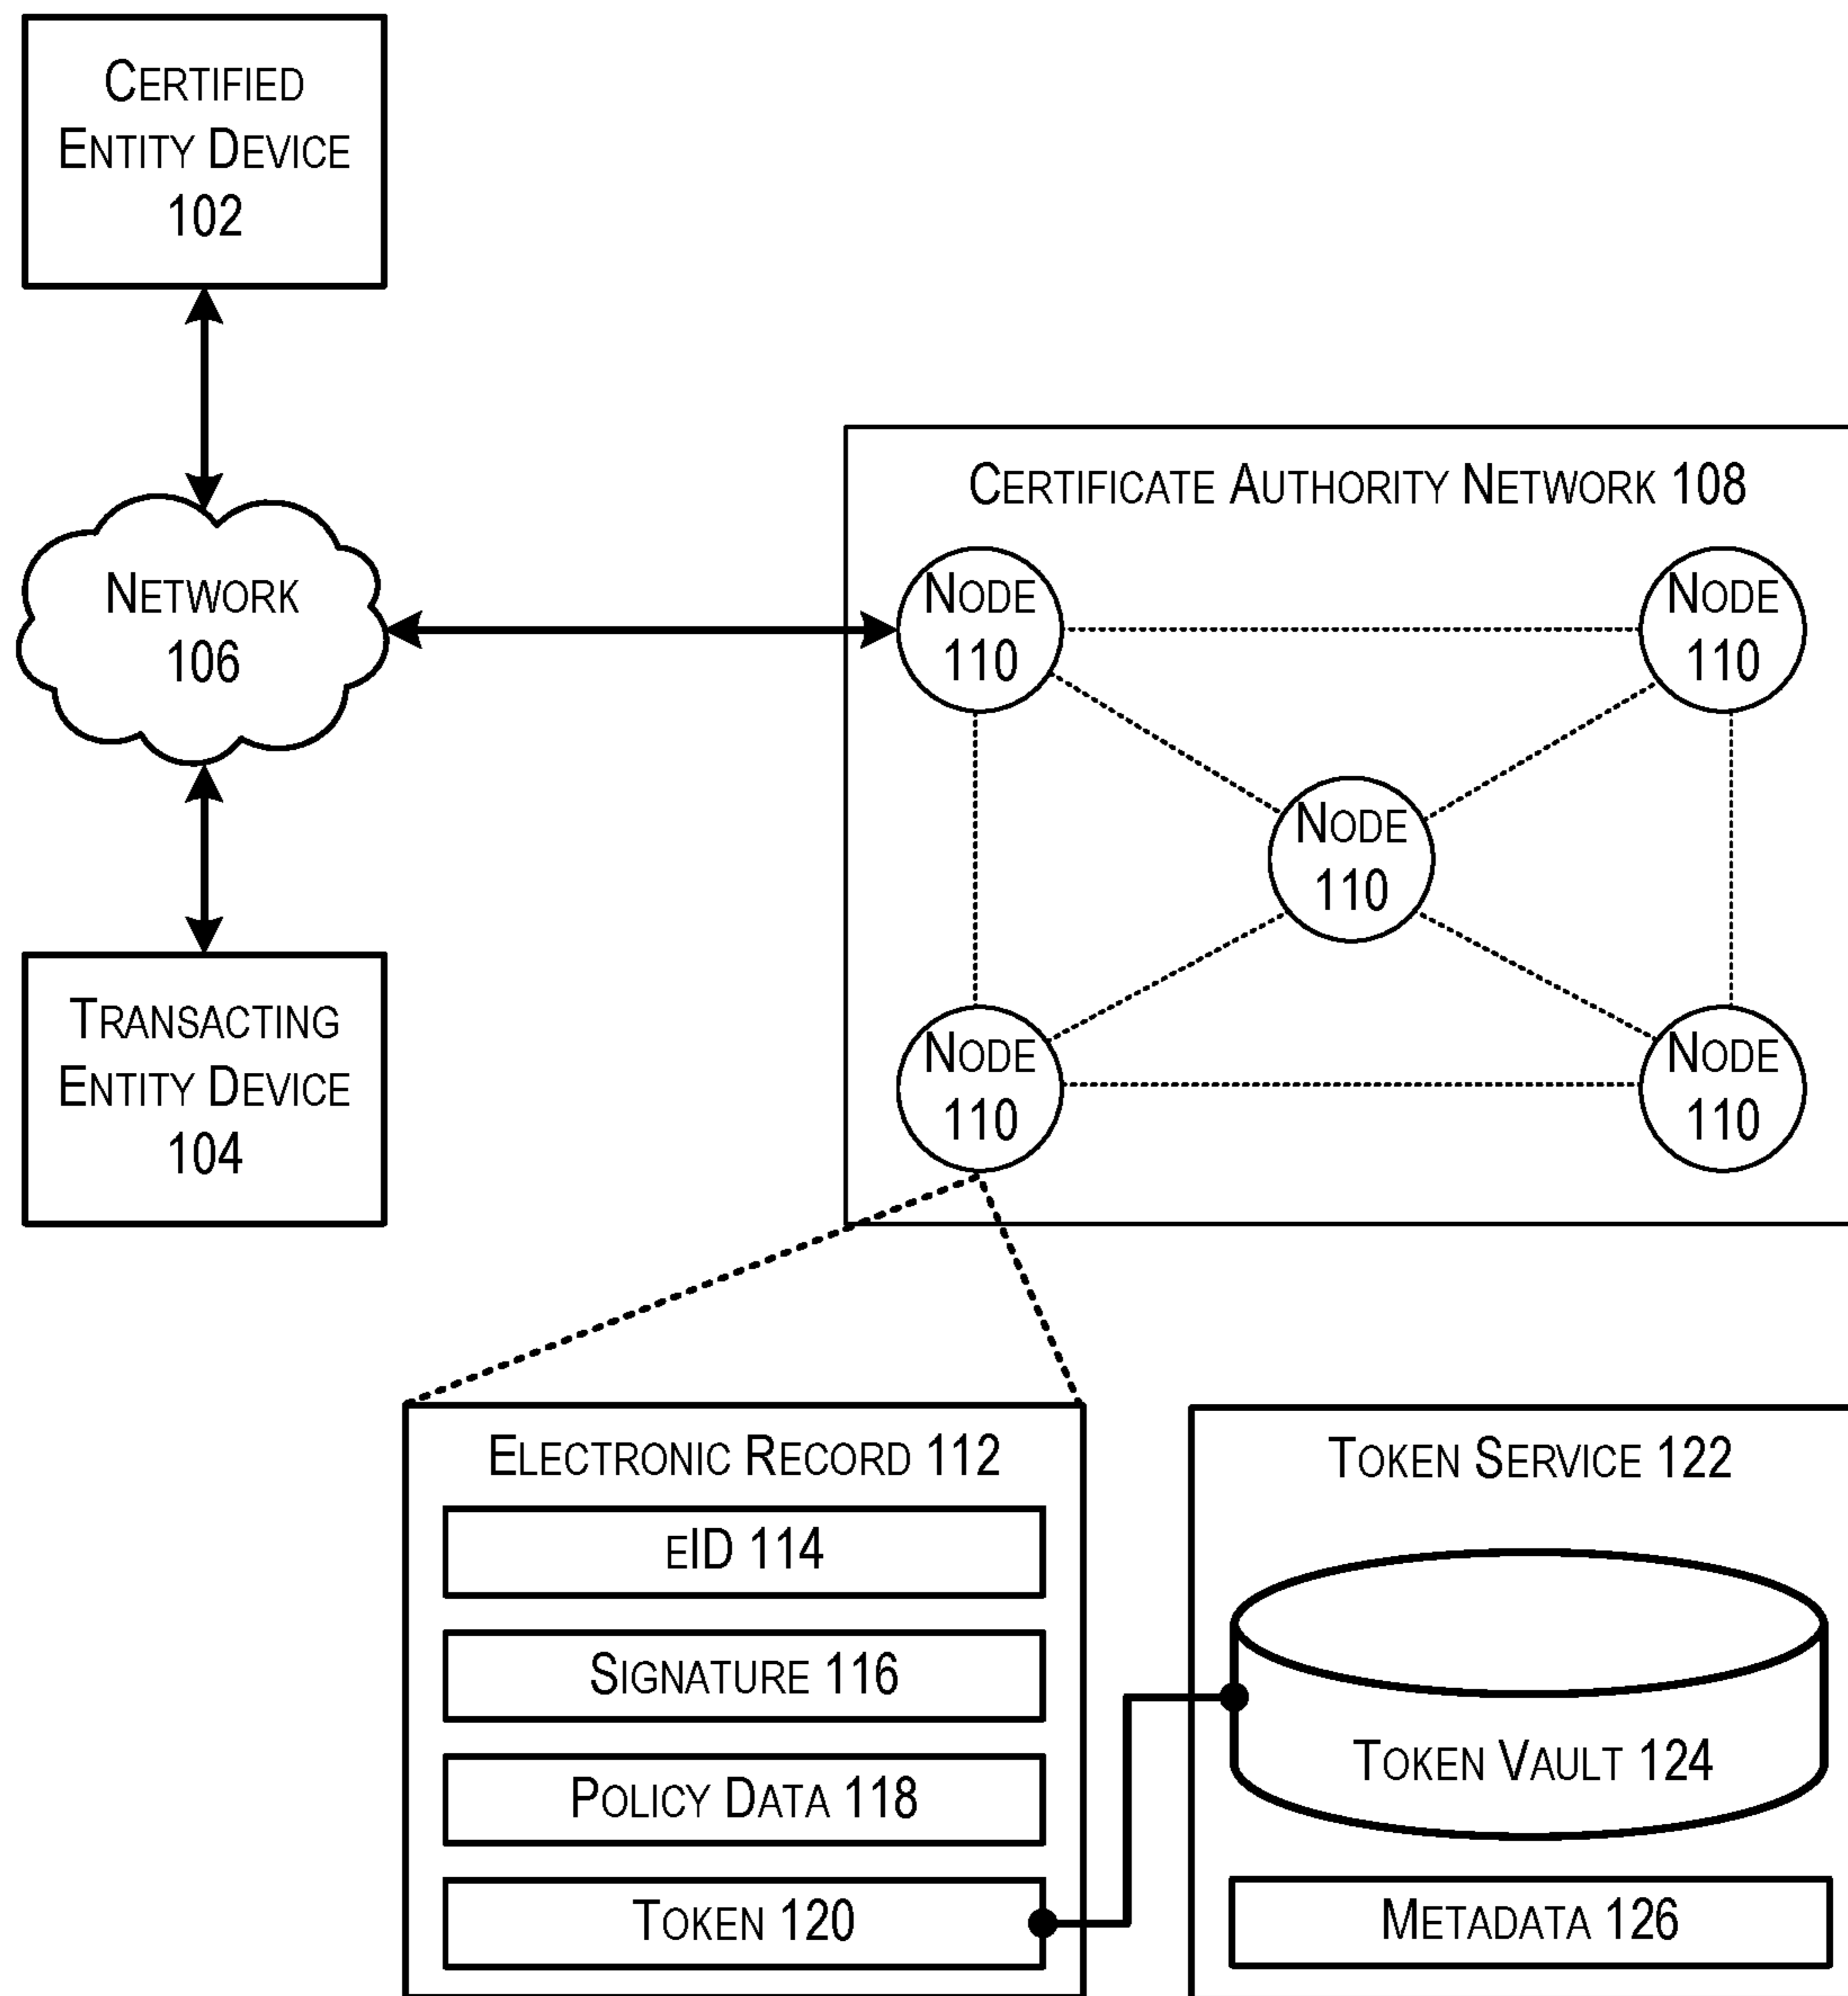 CERTIFIED
ENTITY DEVICE
102
NETWORK
106
TRANSACTING
ENTITY DEVICE
104
CERTIFICATE AUTHORITY NETWORK 108
NODE
110
NODE
110
NODE
110
NODE
110
NODE
110
ELECTRONIC RECORD 112
EID 114
SIGNATURE 116
POLICY DATA 118
TOKEN 120
TOKEN SERVICE 122
TOKEN VAULT 124
METADATA 126